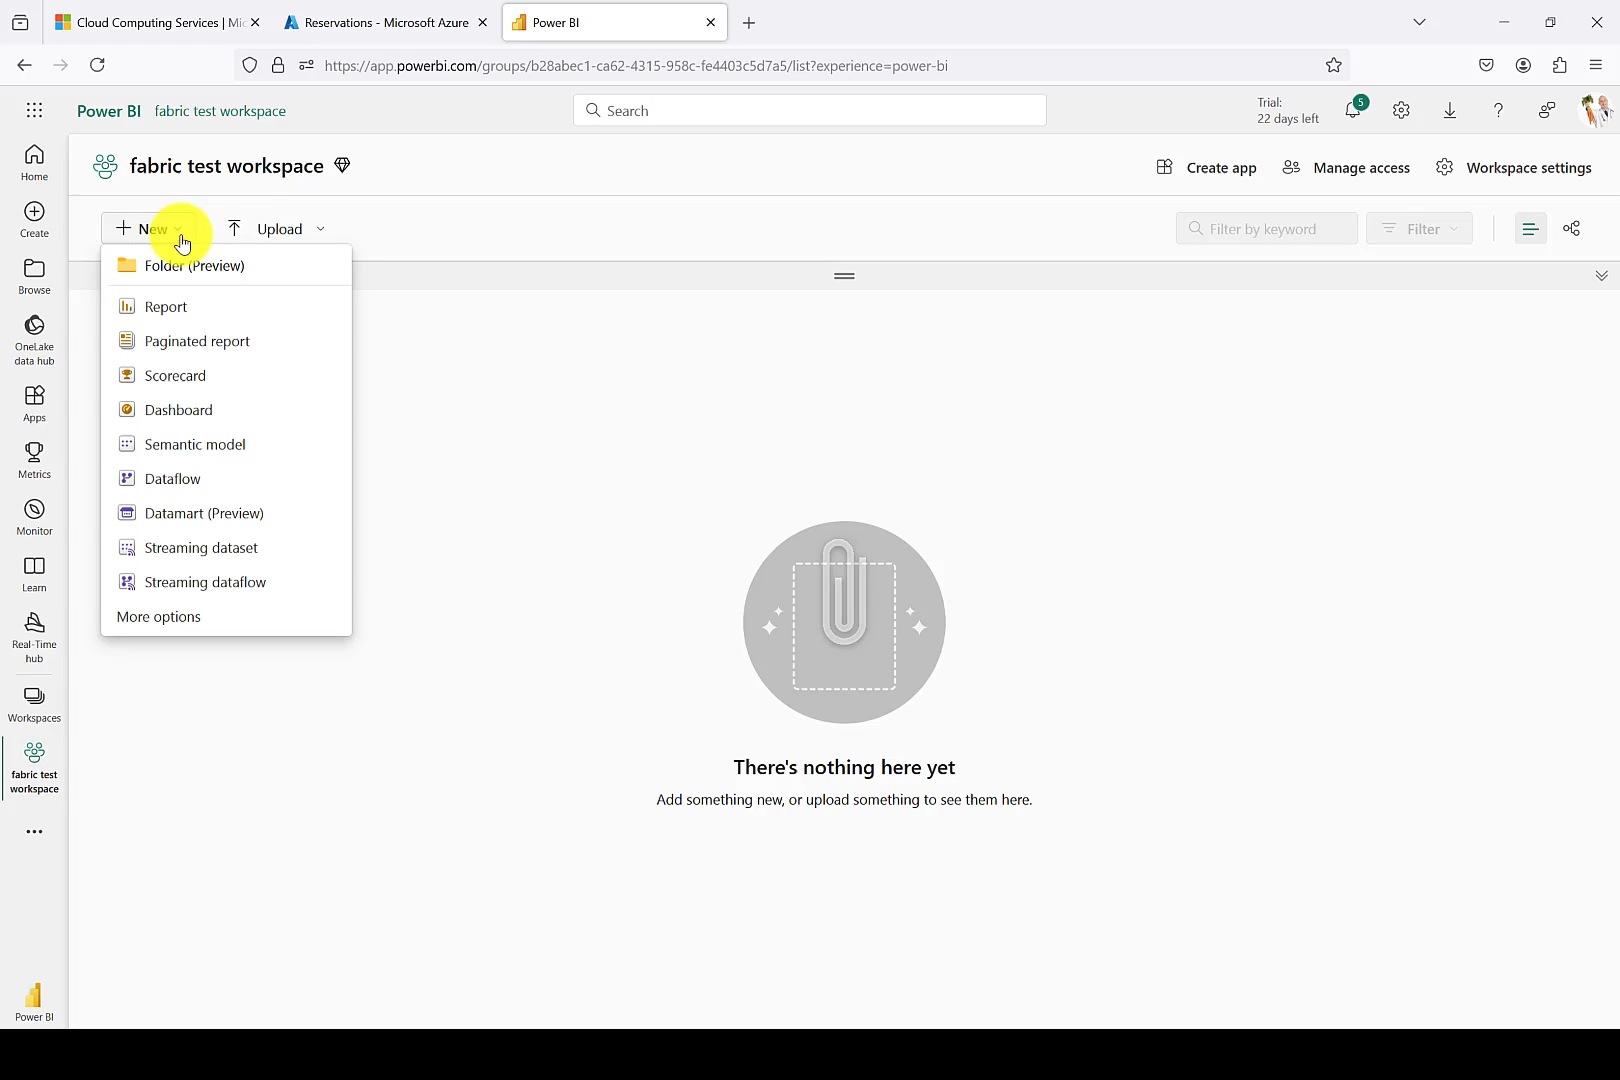 Cloud Computing Services | Mic
Reservations - Microsoft Azure
Power BI
https://app.powerbi.com/groups/b28abec1-ca62-4315-958c-fe4403c5d7a5/list?experience=power-bi
Power BI fabric test workspace
Search
Trial:
22 days left
5
Home
Create
Browse
OneLake
data hub
Apps
Metrics
Monitor
Learn
Real-Time
hub
Workspaces
fabric test
workspace
Power BI
fabric test workspace
Create app
Manage access
Workspace settings
New
Upload
Filter by keyword
Filter
Folder (Preview)
Report
Paginated report
Scorecard
Dashboard
Semantic model
Dataflow
Datamart (Preview)
Streaming dataset
Streaming dataflow
More options
There's nothing here yet
Add something new, or upload something to see them here.